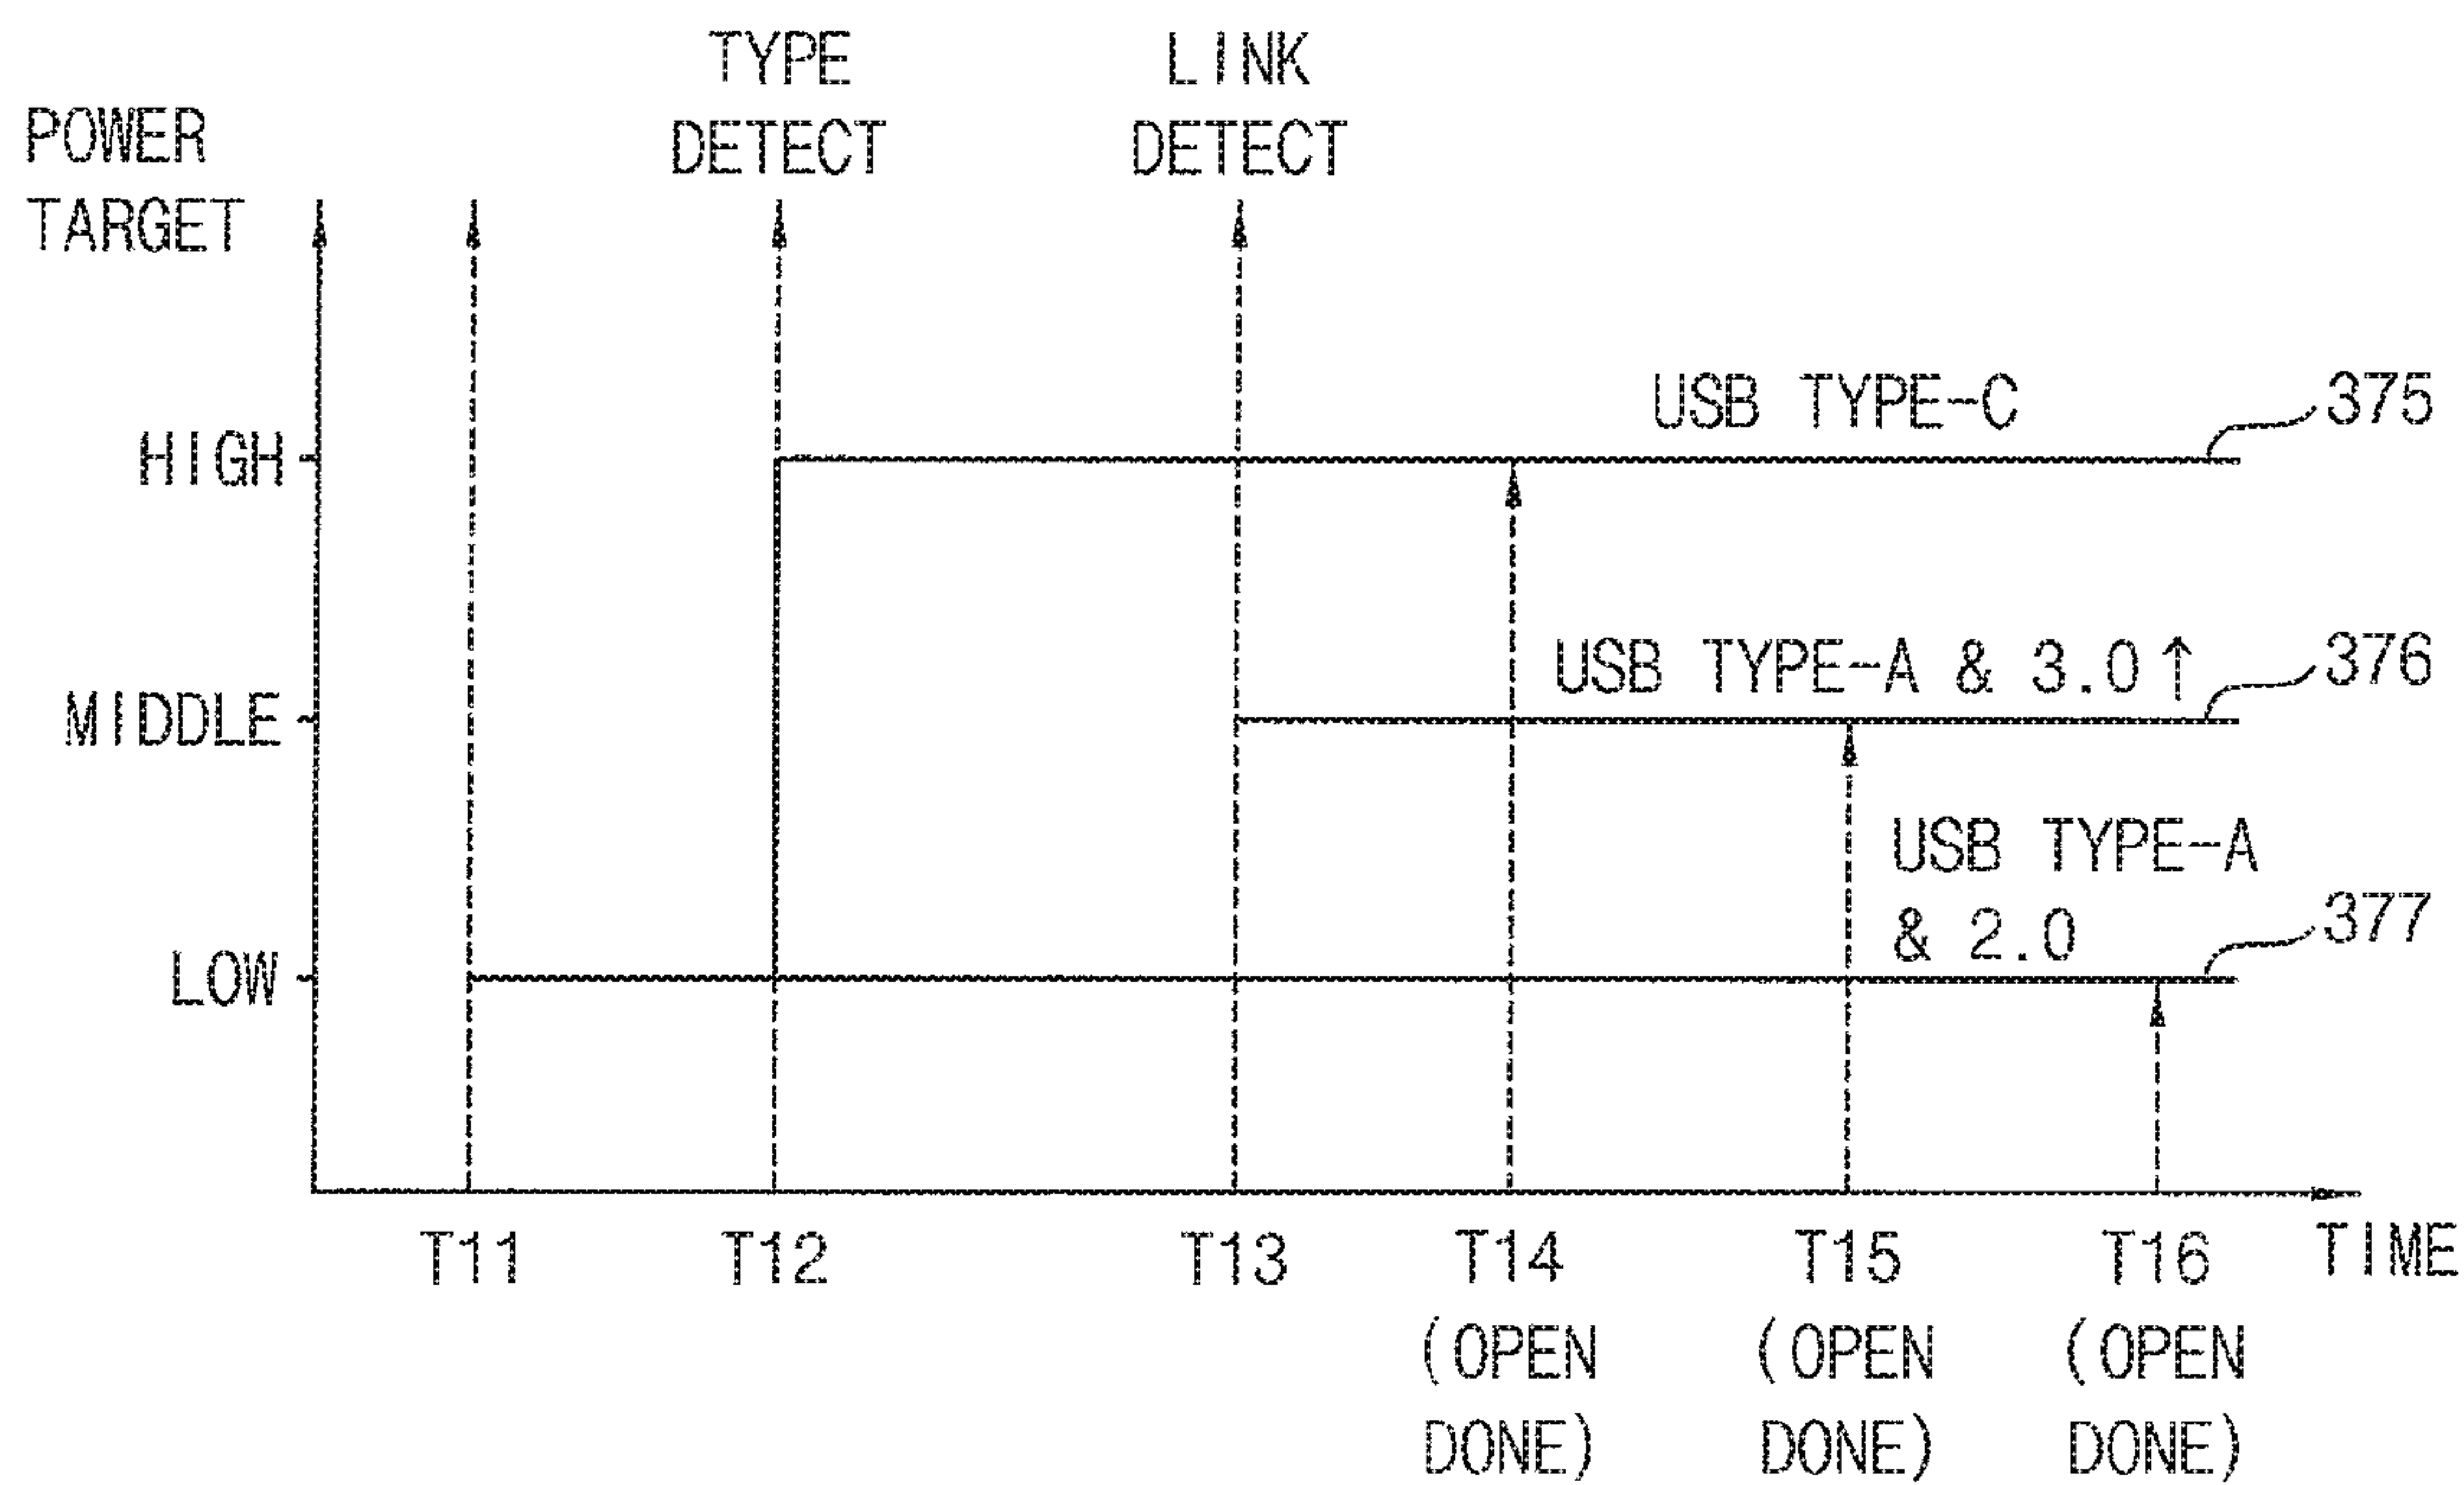 TYPE
DETECT
LINK
DETECT
POWER
TARGET
HIGH
USB TYPE-C
375
MIDDLE
USB TYPE-A & 3.0↑
376
USB TYPE-A
& 2.0
377
LOW
T11
T12
T13
T14
(OPEN
DONE)
T15
(OPEN
DONE)
T16
(OPEN
DONE)
TIME